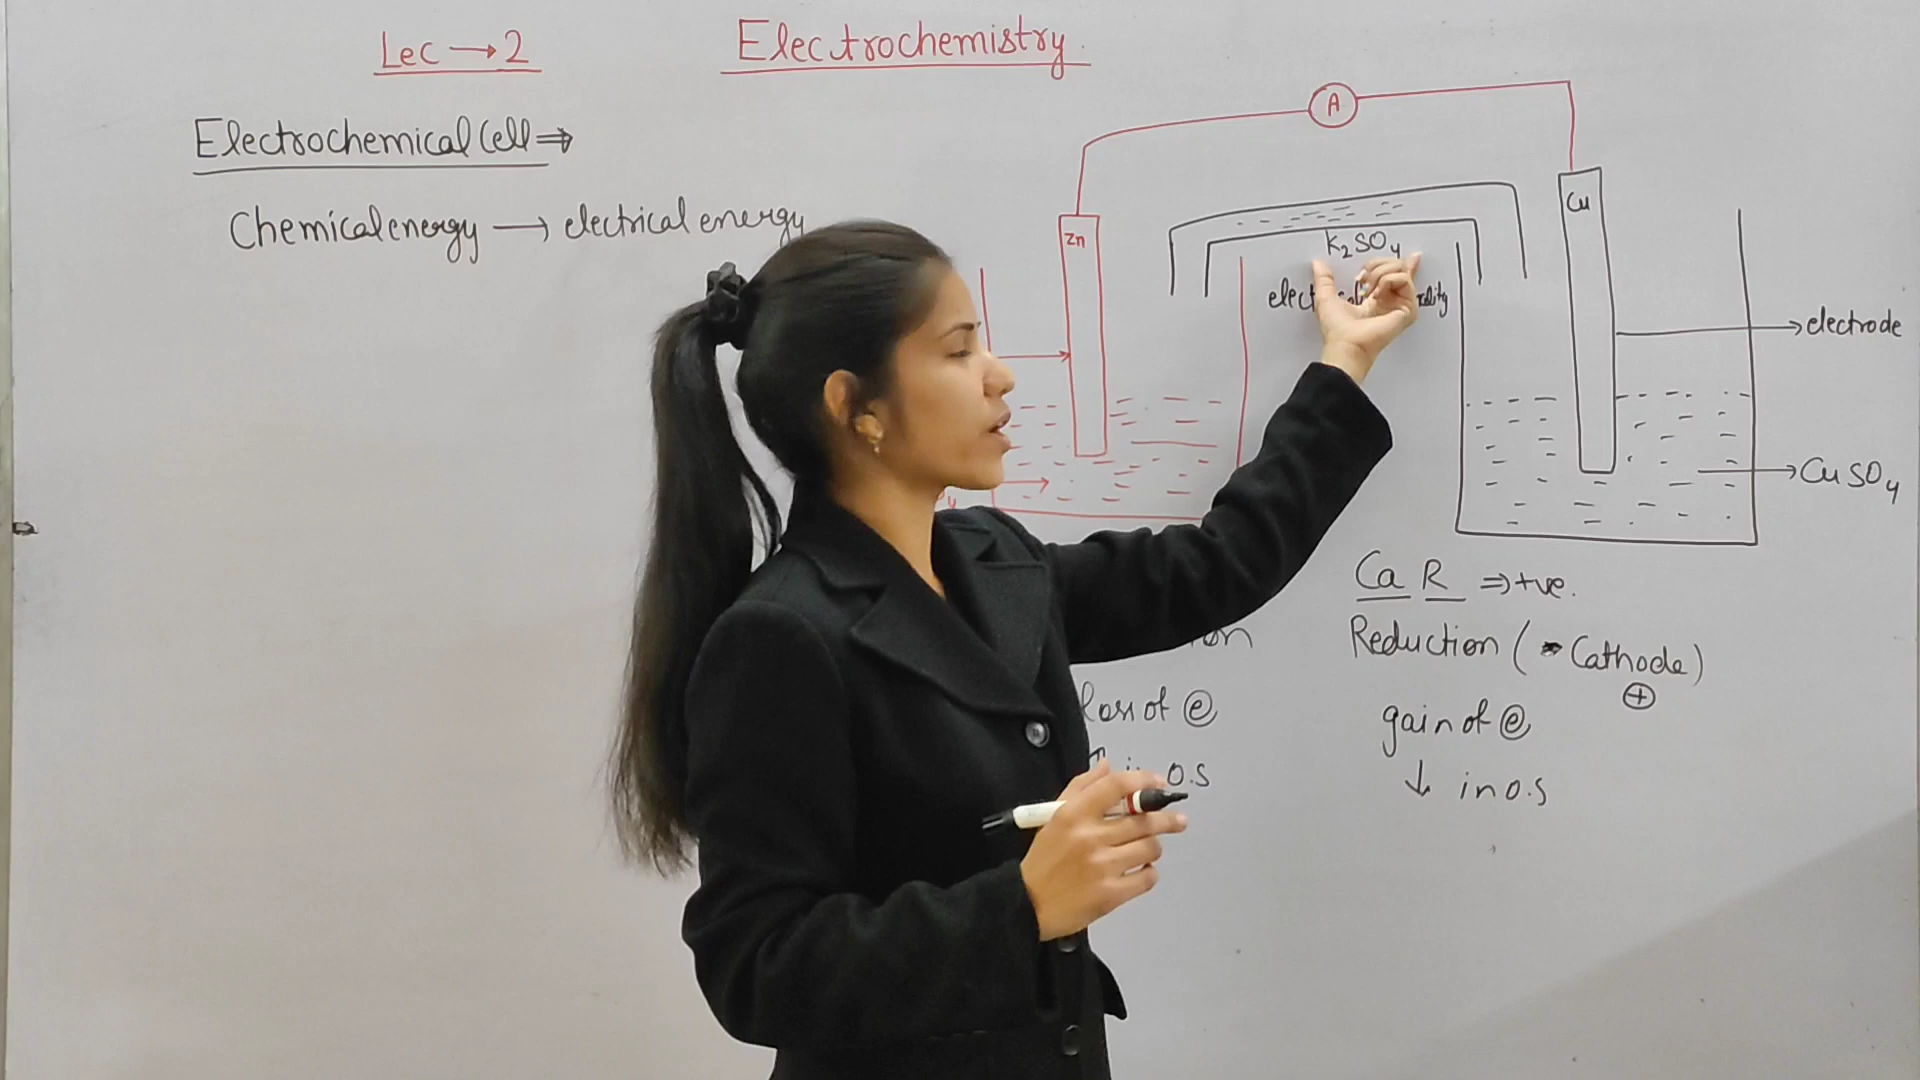 Lec → 2
Electrochemistry.
Electrochemical Cell ⇒
Chemical energy → electrical energy
A
Zn
Cu
K₂SO₄
electrode
CuSO₄
Ca R ⇒ +ve.
Reduction ( Cathode)
+
loss of e
gain of e
↑ in o.s
↓ in o.s